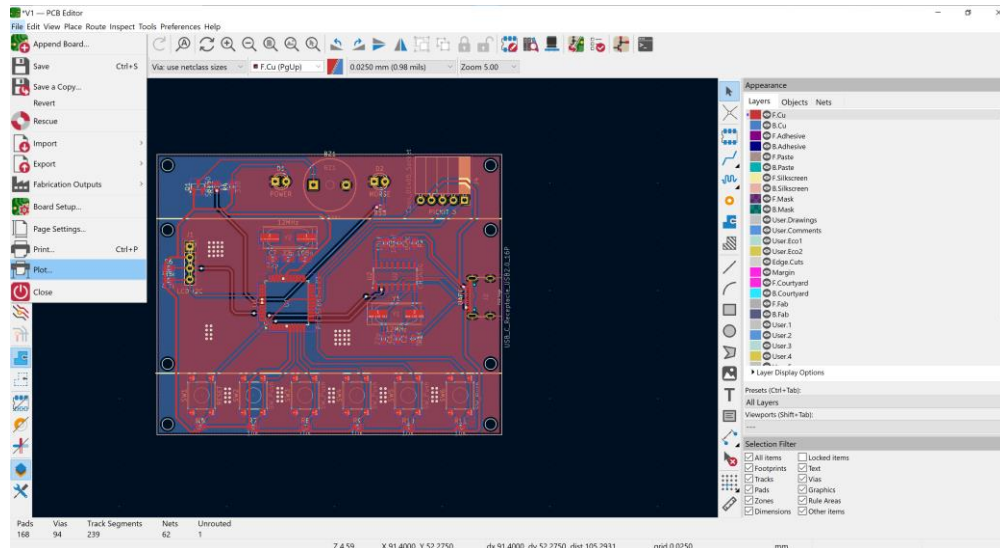 *V1 — PCB Editor
File Edit View Place Route Inspect Tools Preferences Help
Append Board...
Save Ctrl+S
Save a Copy...
Revert
Rescue
Import
Export
Fabrication Outputs
Board Setup...
Page Settings...
Print... Ctrl+P
Plot...
Close
Via: use netclass sizes
F.Cu (PgUp)
0.0250 mm (0.98 mils)
Zoom 5.00
BZ1
POWER
PICKIT 3
12MHz
USB_C_Receptacle_USB2.0_16P
Appearance
Layers Objects Nets
F.Cu
B.Cu
F.Adhesive
B.Adhesive
F.Paste
B.Paste
F.Silkscreen
B.Silkscreen
F.Mask
B.Mask
User.Drawings
User.Comments
User.Eco1
User.Eco2
Edge.Cuts
Margin
F.Courtyard
B.Courtyard
F.Fab
B.Fab
User.1
User.2
User.3
User.4
Layer Display Options
Presets (Ctrl+Tab):
All Layers
Viewports (Shift+Tab):
---
Selection Filter
All items Locked items
Footprints Text
Tracks Vias
Pads Graphics
Zones Rule Areas
Dimensions Other items
Pads Vias Track Segments Nets Unrouted
168 94 239 62 1
Z 4.59 X 91.4000 Y 52.2750 dx 91.4000 dy 52.2750 dist 105.2931 grid 0.0250 mm